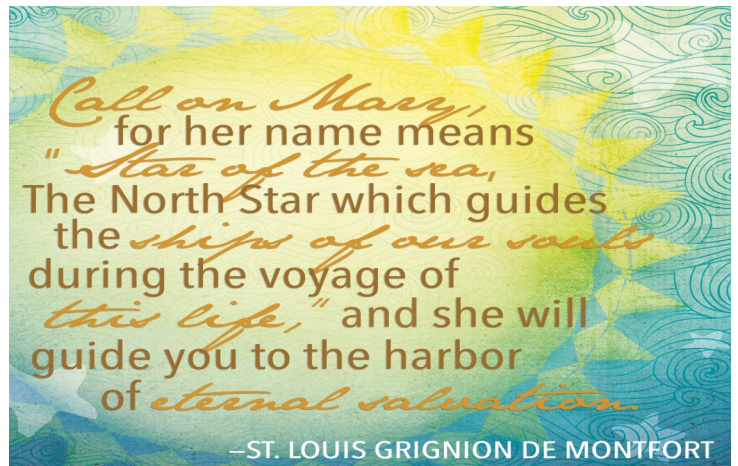 Call on Mary,
for her name means
"Star of the sea,
The North Star which guides
the ships of our souls
during the voyage of
this life," and she will
guide you to the harbor
of eternal salvation.
–ST. LOUIS GRIGNION DE MONTFORT